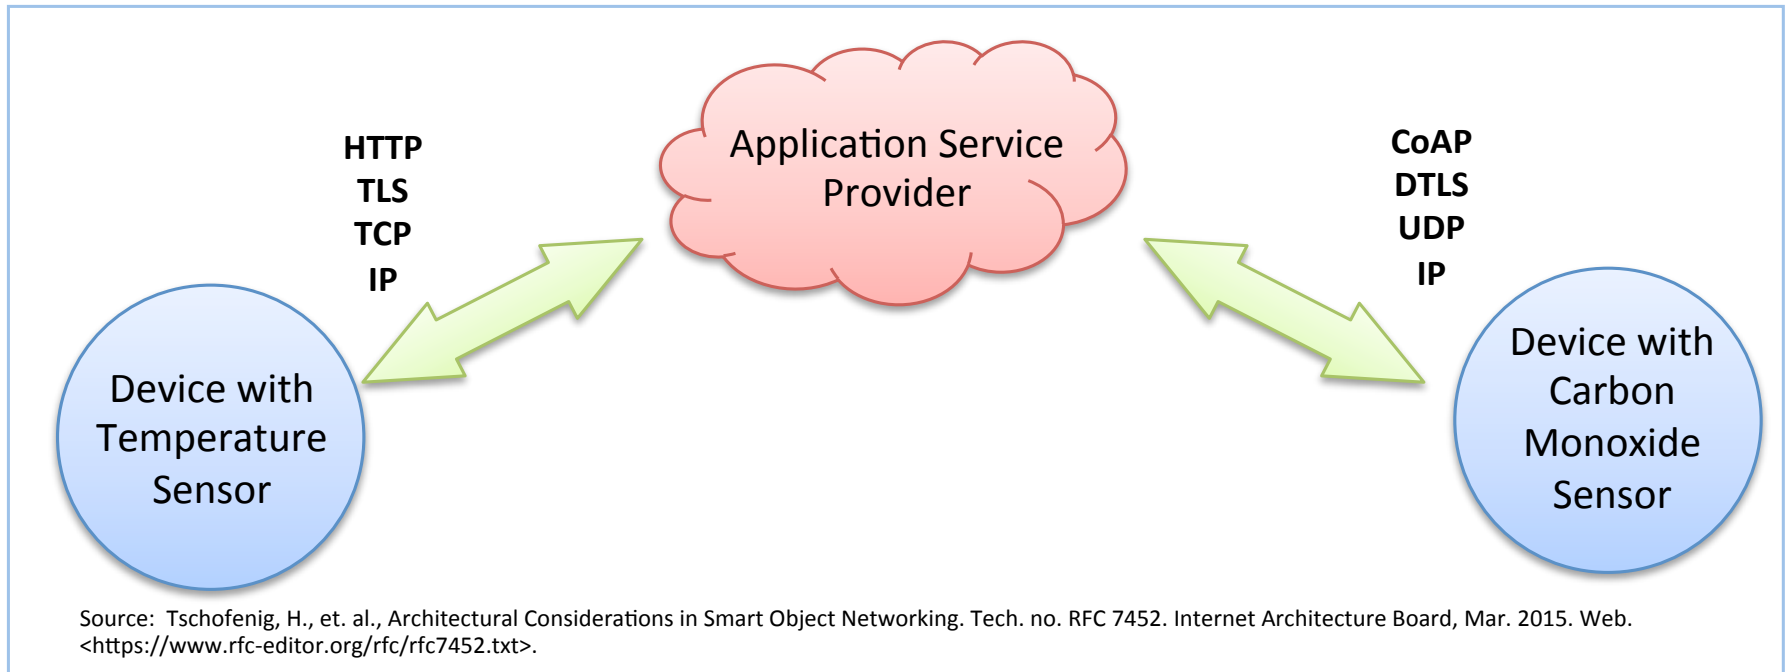 HTTP
TLS
TCP
IP
Application Service
Provider
CoAP
DTLS
UDP
IP
Device with
Temperature
Sensor
Device with
Carbon
Monoxide
Sensor
Source:  Tschofenig, H., et. al., Architectural Considerations in Smart Object Networking. Tech. no. RFC 7452. Internet Architecture Board, Mar. 2015. Web.
<https://www.rfc-editor.org/rfc/rfc7452.txt>.